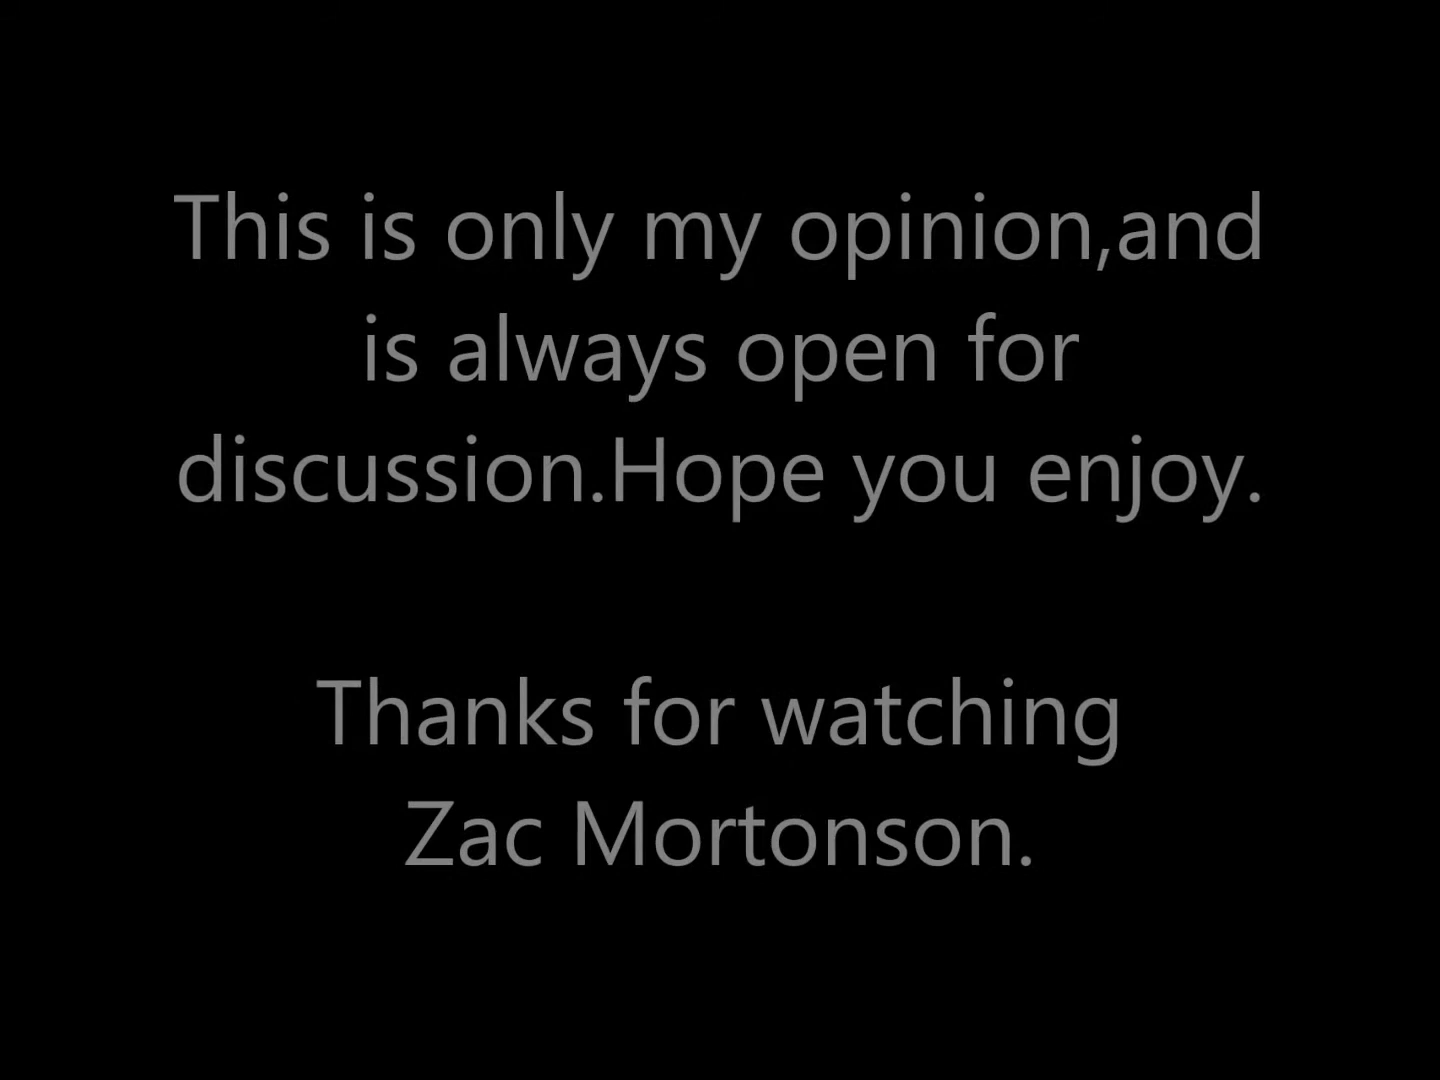 This is only my opinion,and
is always open for
discussion.Hope you enjoy.
Thanks for watching
Zac Mortonson.